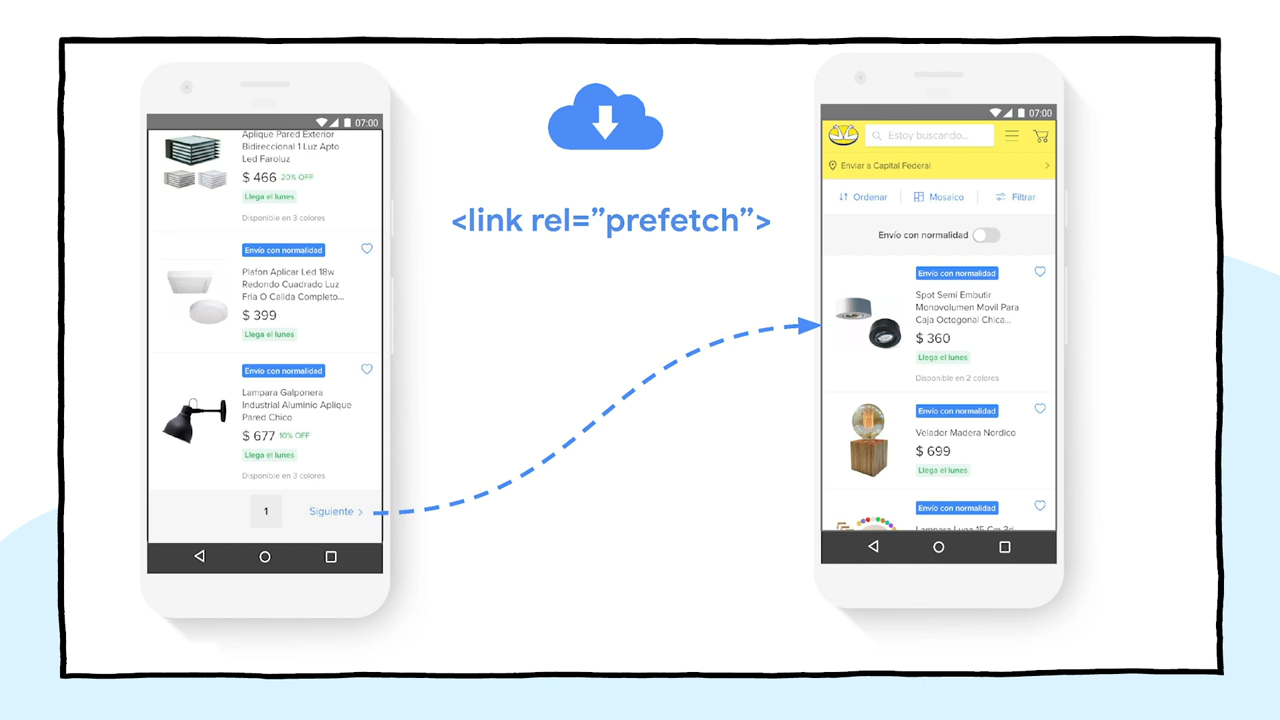 07:00
Aplique Pared Exterior
Bidireccional 1 Luz Apto
Led Faroluz
$ 466 20% OFF
Llega el lunes
Disponible en 3 colores
Envío con normalidad
Plafon Aplicar Led 18w
Redondo Cuadrado Luz
Fria O Calida Completo...
$ 399
Llega el lunes
Envío con normalidad
Lampara Galponera
Industrial Aluminio Aplique
Pared Chico
$ 677 10% OFF
Llega el lunes
Disponible en 3 colores
1
Siguiente >
<link rel=”prefetch”>
07:00
Estoy buscando...
Enviar a Capital Federal
Ordenar
Mosaico
Filtrar
Envío con normalidad
Envío con normalidad
Spot Semi Embutir
Monovolumen Movil Para
Caja Octogonal Chica...
$ 360
Llega el lunes
Disponible en 2 colores
Envío con normalidad
Velador Madera Nordico
$ 699
Llega el lunes
Envío con normalidad
Lampara Luga 15 Cm 3d